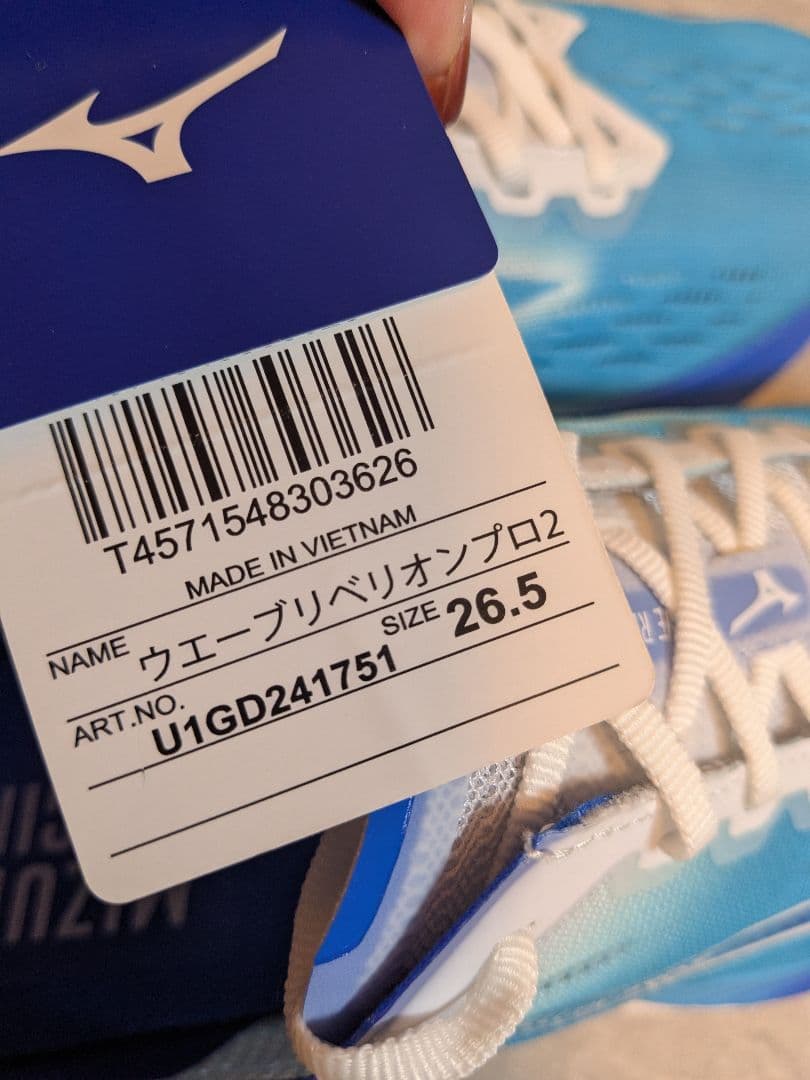 T4571548303626
MADE IN VIETNAM
NAME ウエーブリベリオンプロ2
ART.NO. SIZE 26.5
U1GD241751
MIZU